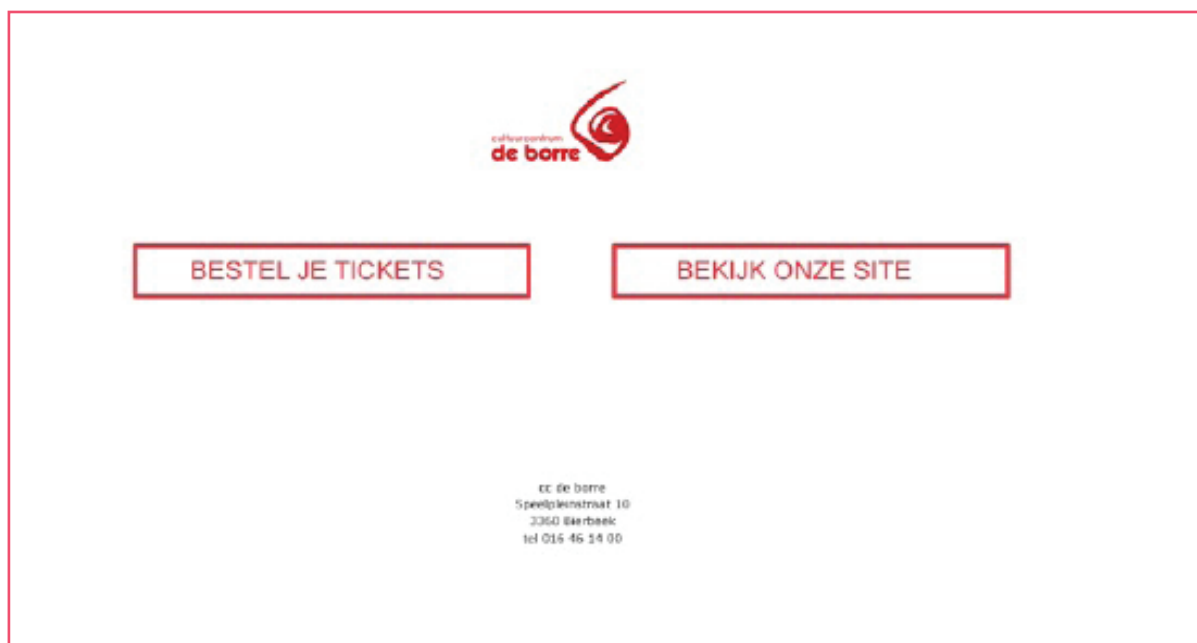 cultuurcentrum
de borre
BESTEL JE TICKETS
BEKIJK ONZE SITE
cc de borre
Speelpleinstraat 10
3360 Bierbeek
tel 016 46 14 00